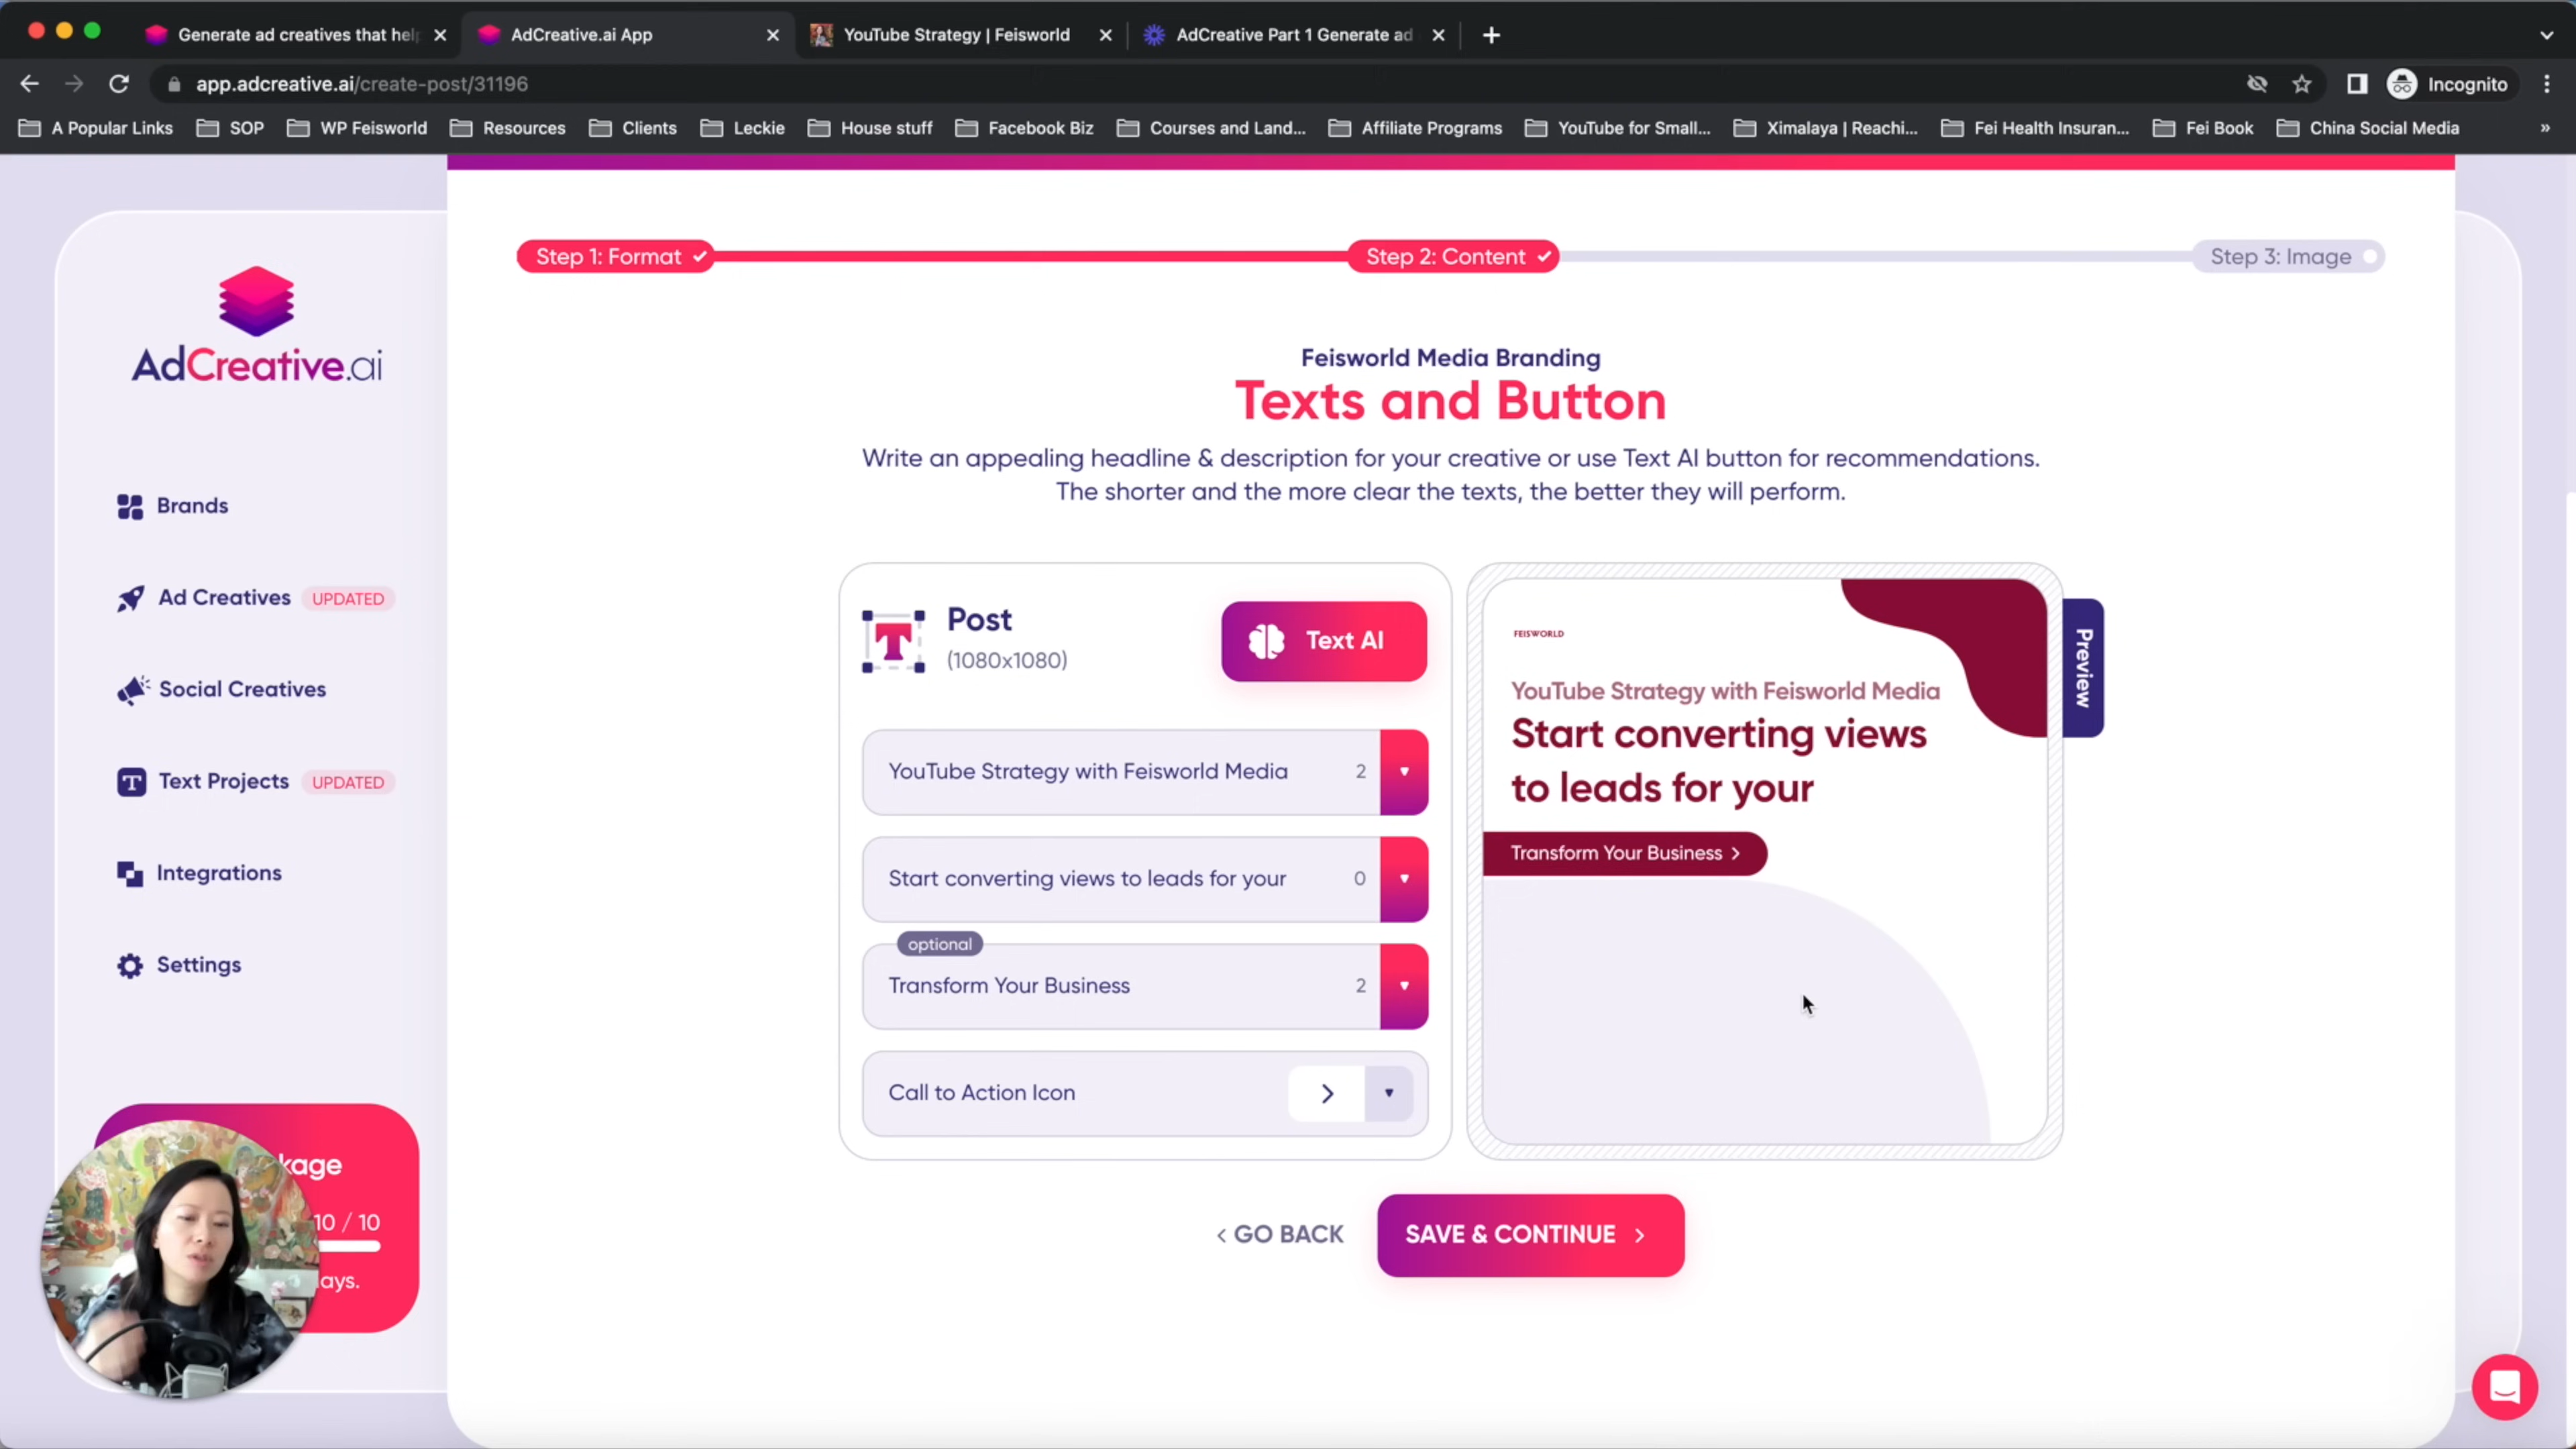 Generate ad creatives that hel
AdCreative.ai App
YouTube Strategy | Feisworld
AdCreative Part 1 Generate ad
app.adcreative.ai/create-post/31196
Incognito
A Popular Links
SOP
WP Feisworld
Resources
Clients
Leckie
House stuff
Facebook Biz
Courses and Land...
Affiliate Programs
YouTube for Small...
Ximalaya | Reachi...
Fei Health Insuran...
Fei Book
China Social Media
»
AdCreative.ai
Brands
Ad Creatives UPDATED
Social Creatives
Text Projects UPDATED
Integrations
Settings
kage
10 / 10
ays.
Step 1: Format
Step 2: Content
Step 3: Image
Feisworld Media Branding
Texts and Button
Write an appealing headline & description for your creative or use Text AI button for recommendations.
The shorter and the more clear the texts, the better they will perform.
Post
(1080x1080)
Text AI
YouTube Strategy with Feisworld Media 2
Start converting views to leads for your 0
optional
Transform Your Business 2
Call to Action Icon
FEISWORLD
YouTube Strategy with Feisworld Media
Start converting views
to leads for your
Transform Your Business
Preview
GO BACK
SAVE & CONTINUE